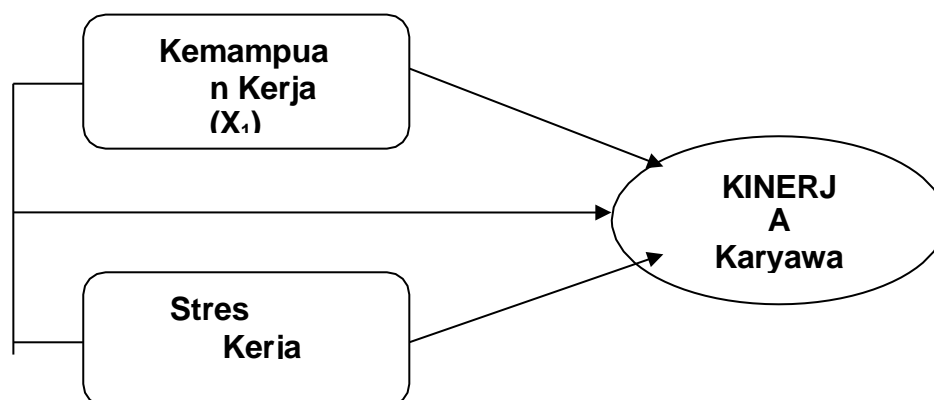 Kemampua
n Kerja
(X₁)
KINERJ
A
Karyawa
Stres
Kerja